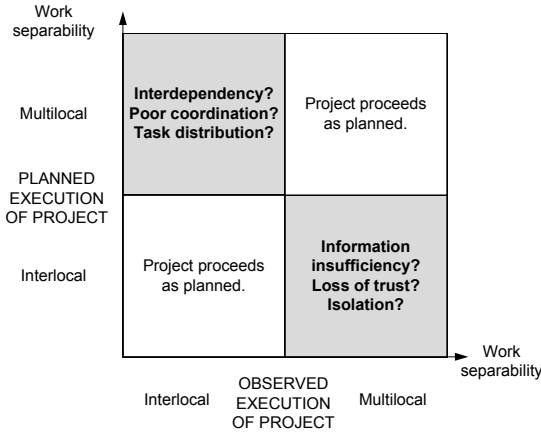 Work
separability
Multilocal
Interdependency?
Poor coordination?
Task distribution?
Project proceeds
as planned.
PLANNED
EXECUTION
OF PROJECT
Interlocal
Project proceeds
as planned.
Information
insufficiency?
Loss of trust?
Isolation?
Work
separability
Interlocal
OBSERVED
EXECUTION
OF PROJECT
Multilocal